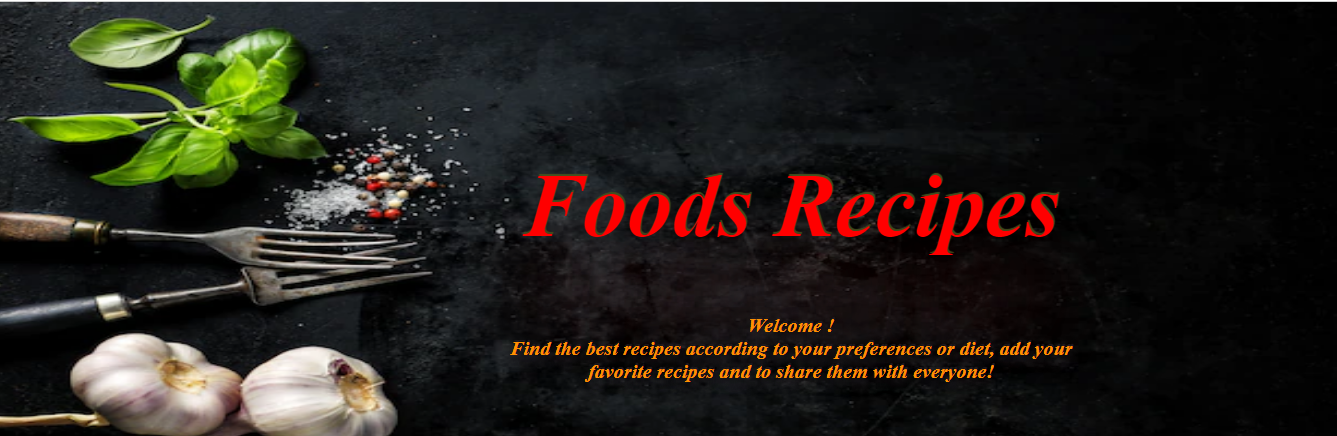 Foods Recipes
Welcome !
Find the best recipes according to your preferences or diet, add your
favorite recipes and to share them with everyone!